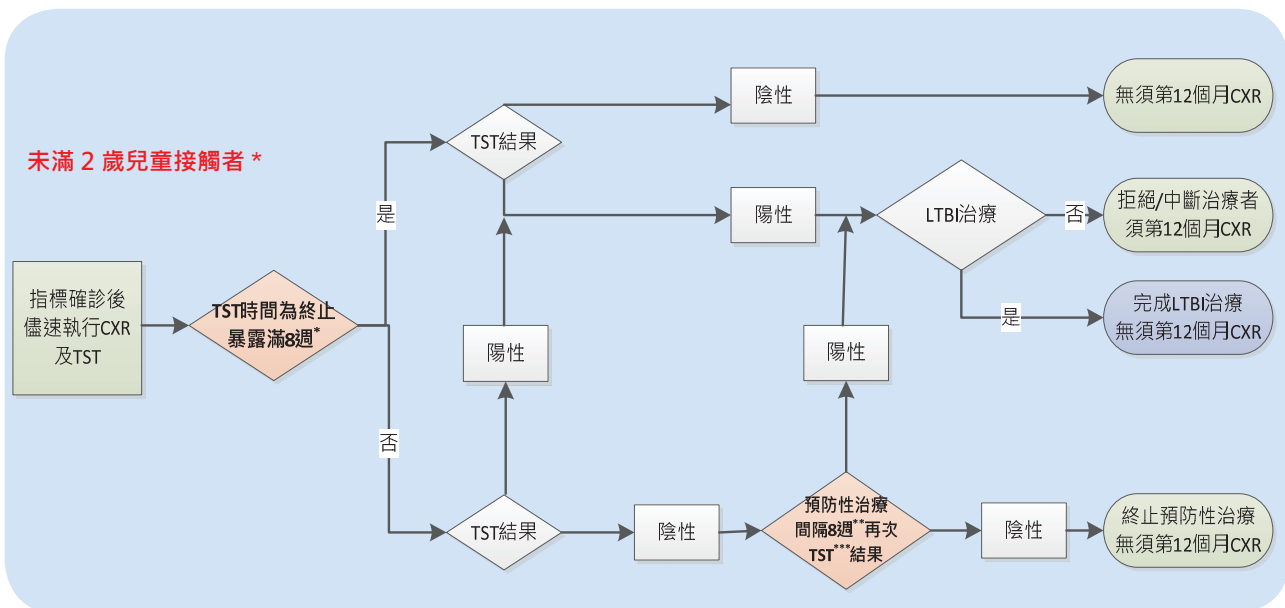 陰性
無須第12個月CXR
TST結果
未滿 2 歲兒童接觸者 *
陽性
LTBI治療
否
拒絕/中斷治療者
須第12個月CXR
是
指標確診後
儘速執行CXR
及TST
TST時間為終止
暴露滿8週*
是
完成LTBI治療
無須第12個月CXR
陽性
陽性
否
TST結果
陰性
預防性治療
間隔8週**再次
TST***結果
陰性
終止預防性治療
無須第12個月CXR